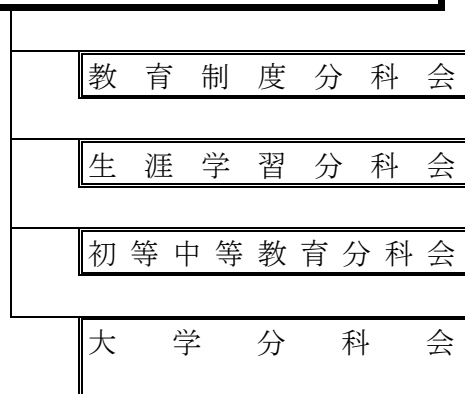 教育制度分科会
生涯学習分科会
初等中等教育分科会
大学分科会